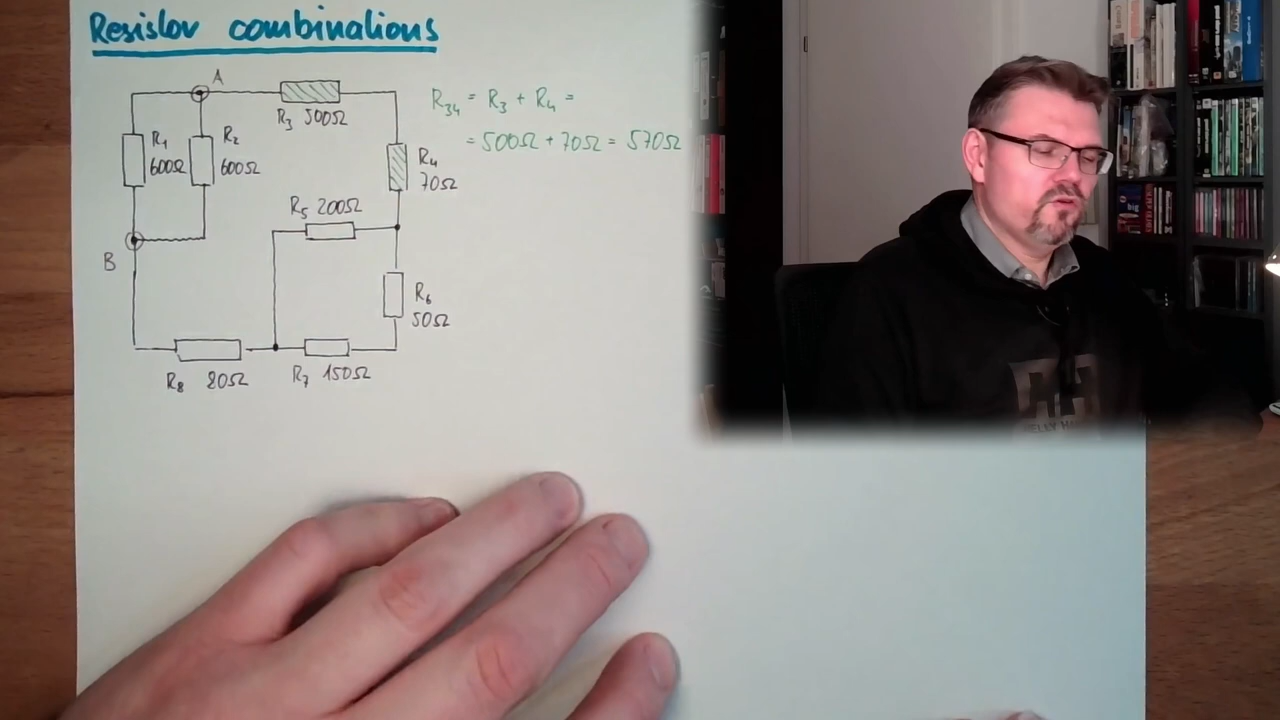 Resistor combinations
A
R3 500Ω
R34 = R3 + R4 =
= 500Ω + 70Ω = 570Ω
R1 600Ω
R2 600Ω
R4 70Ω
R5 200Ω
B
R6 50Ω
R8 80Ω
R7 150Ω
big